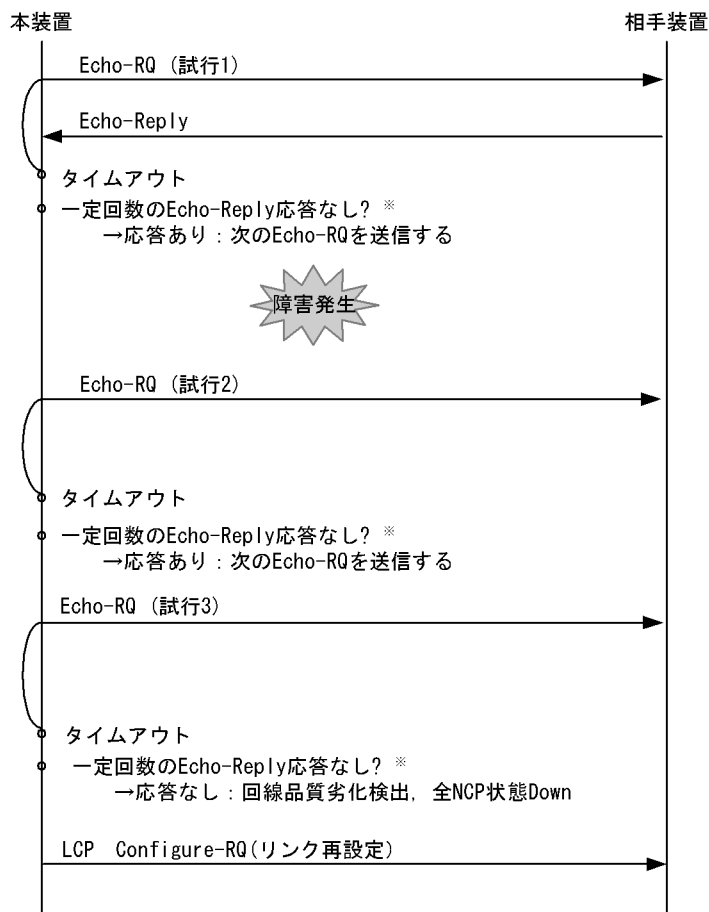 本装置
相手装置
Echo-RQ (試行1)
Echo-Reply
タイムアウト
一定回数のEcho-Reply応答なし? ※
→応答あり：次のEcho-RQを送信する
障害発生
Echo-RQ (試行2)
タイムアウト
一定回数のEcho-Reply応答なし? ※
→応答あり：次のEcho-RQを送信する
Echo-RQ (試行3)
タイムアウト
一定回数のEcho-Reply応答なし? ※
→応答なし：回線品質劣化検出, 全NCP状態Down
LCP Configure-RQ(リンク再設定)